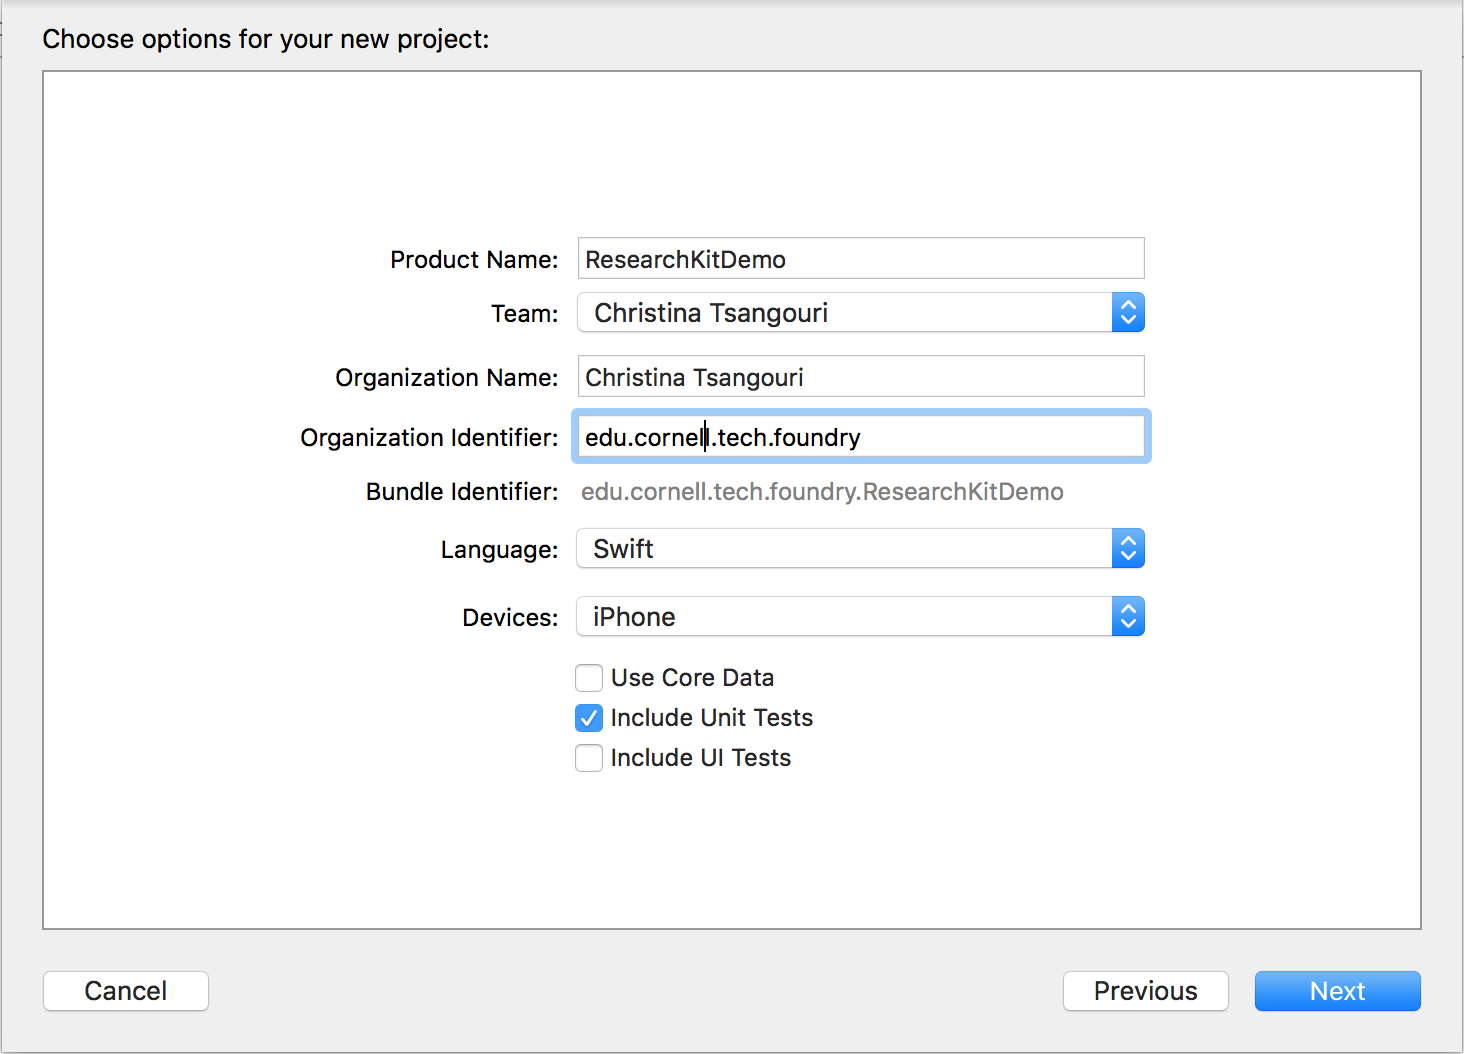 Choose options for your new project:
Product Name: ResearchKitDemo
Team: Christina Tsangouri
Organization Name: Christina Tsangouri
Organization Identifier: edu.cornell.tech.foundry
Bundle Identifier: edu.cornell.tech.foundry.ResearchKitDemo
Language: Swift
Devices: iPhone
Use Core Data
Include Unit Tests
Include UI Tests
Cancel Previous Next